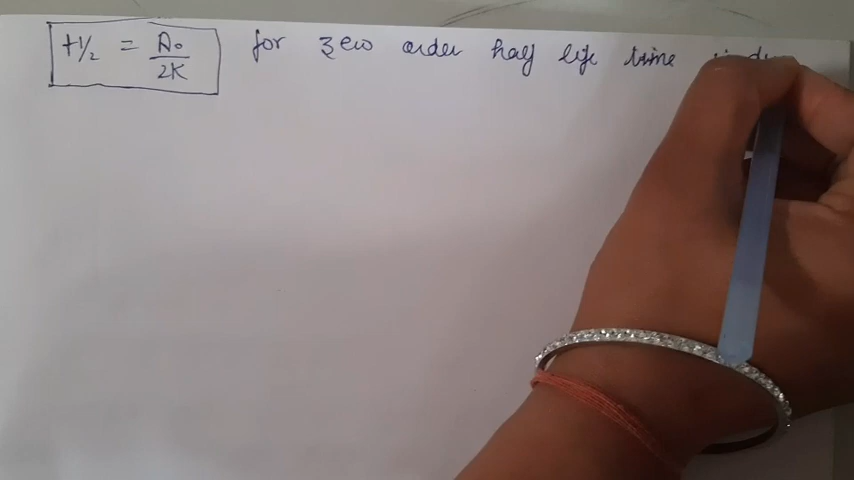 t1/2 = A₀/2K for zero order half life time